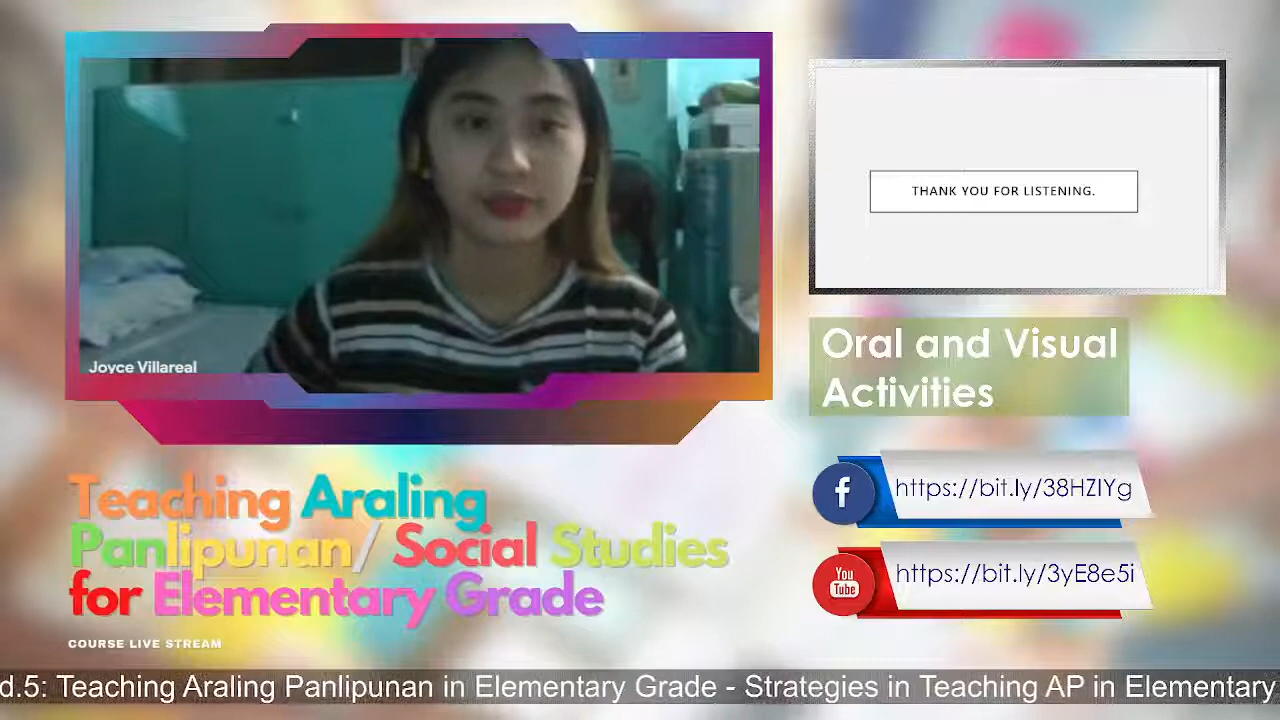 Joyce Villareal
THANK YOU FOR LISTENING.
Oral and Visual
Activities
Teaching Araling
Panlipunan/ Social Studies
for Elementary Grade
COURSE LIVE STREAM
f
https://bit.ly/38HZIYg
You
Tube
https://bit.ly/3yE8e5i
d.5: Teaching Araling Panlipunan in Elementary Grade - Strategies in Teaching AP in Elementary